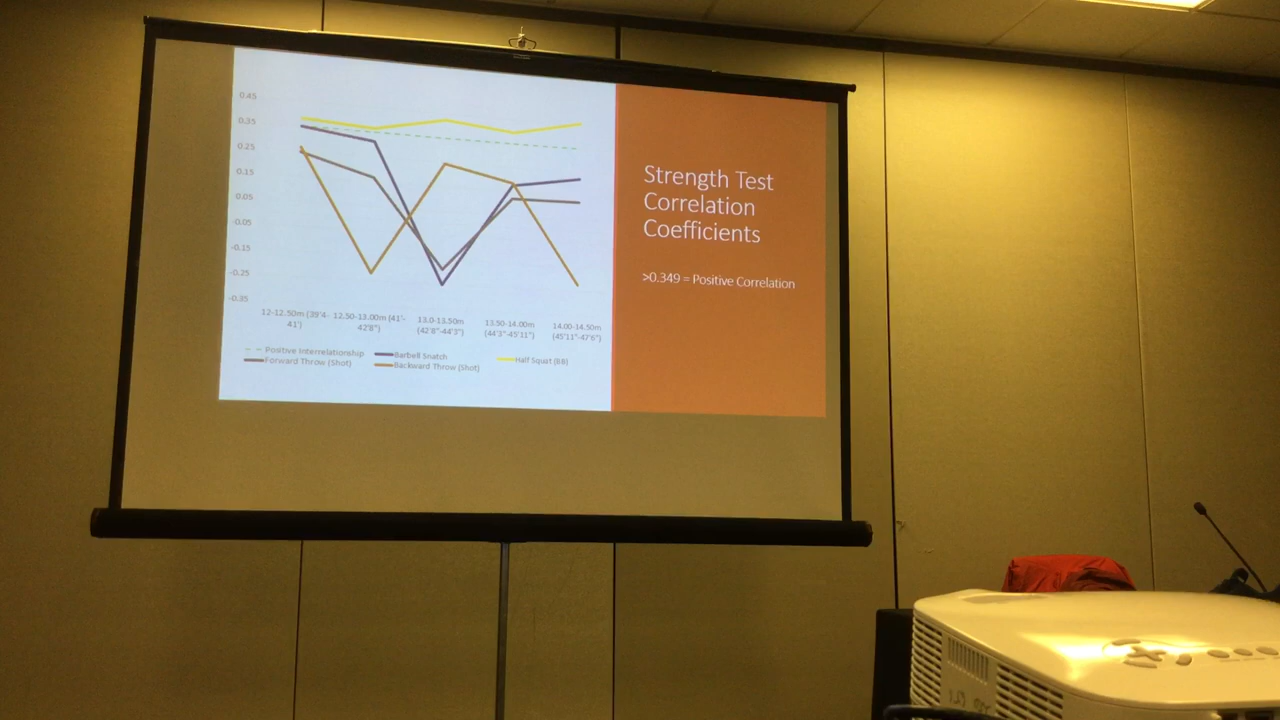 0.45
0.35
0.25
0.15
0.05
-0.05
-0.15
-0.25
-0.35
12-12.50m (39'4-
41')
12.50-13.00m (41'-
42'8")
13.0-13.50m
(42'8"-44'3")
13.50-14.00m
(44'3"-45'11")
14.00-14.50m
(45'11"-47'6")
Positive Interrelationship
Barbell Snatch
Half Squat (BB)
Forward Throw (Shot)
Backward Throw (Shot)
Strength Test
Correlation
Coefficients
>0.349 = Positive Correlation